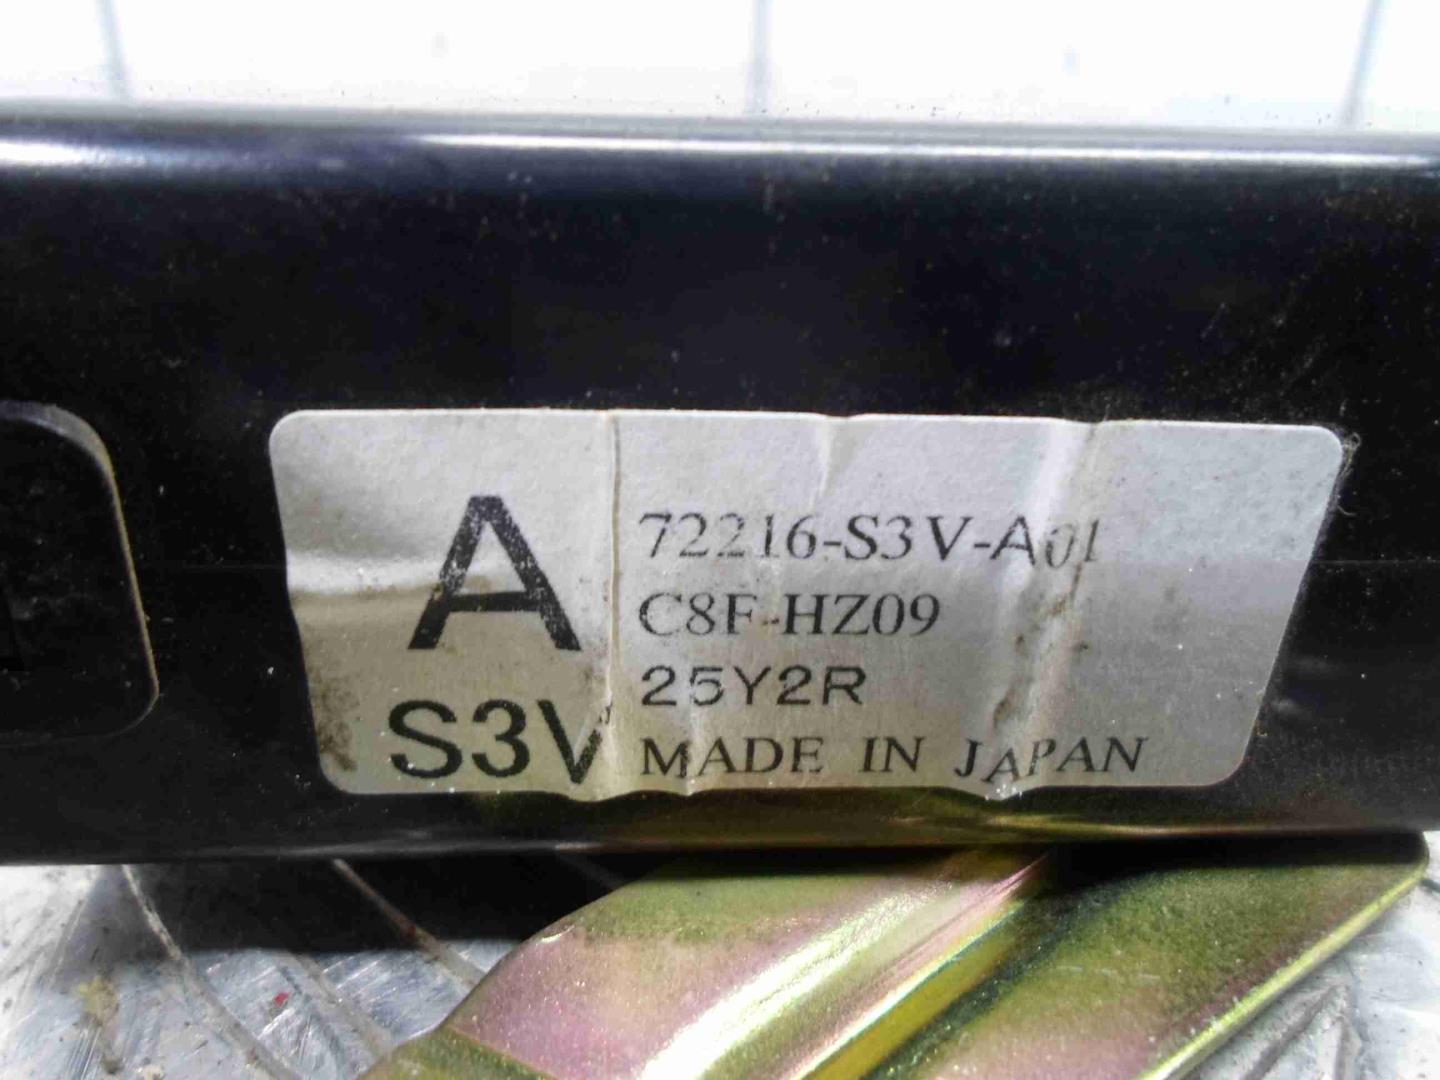 A
S3V
72216-S3V-A01
C8F-HZ09
25Y2R
MADE IN JAPAN